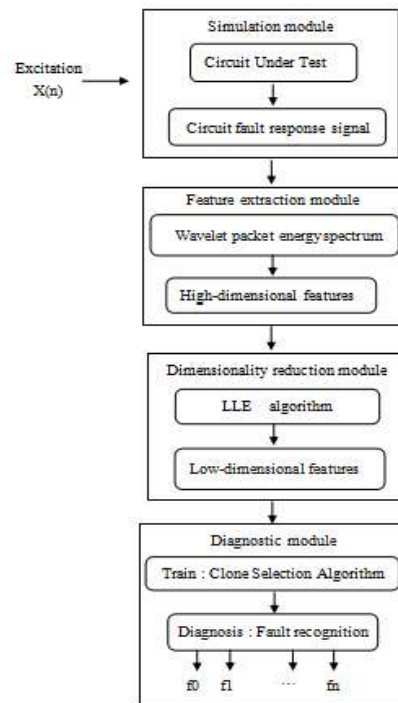 Simulation module
Excitation
X(n)
Circuit Under Test
Circuit fault response signal
Feature extraction module
Wavelet packet energy spectrum
High-dimensional features
Dimensionality reduction module
LLE algorithm
Low-dimensional features
Diagnostic module
Train : Clone Selection Algorithm
Diagnosis : Fault recognition
f0 f1 ... fn